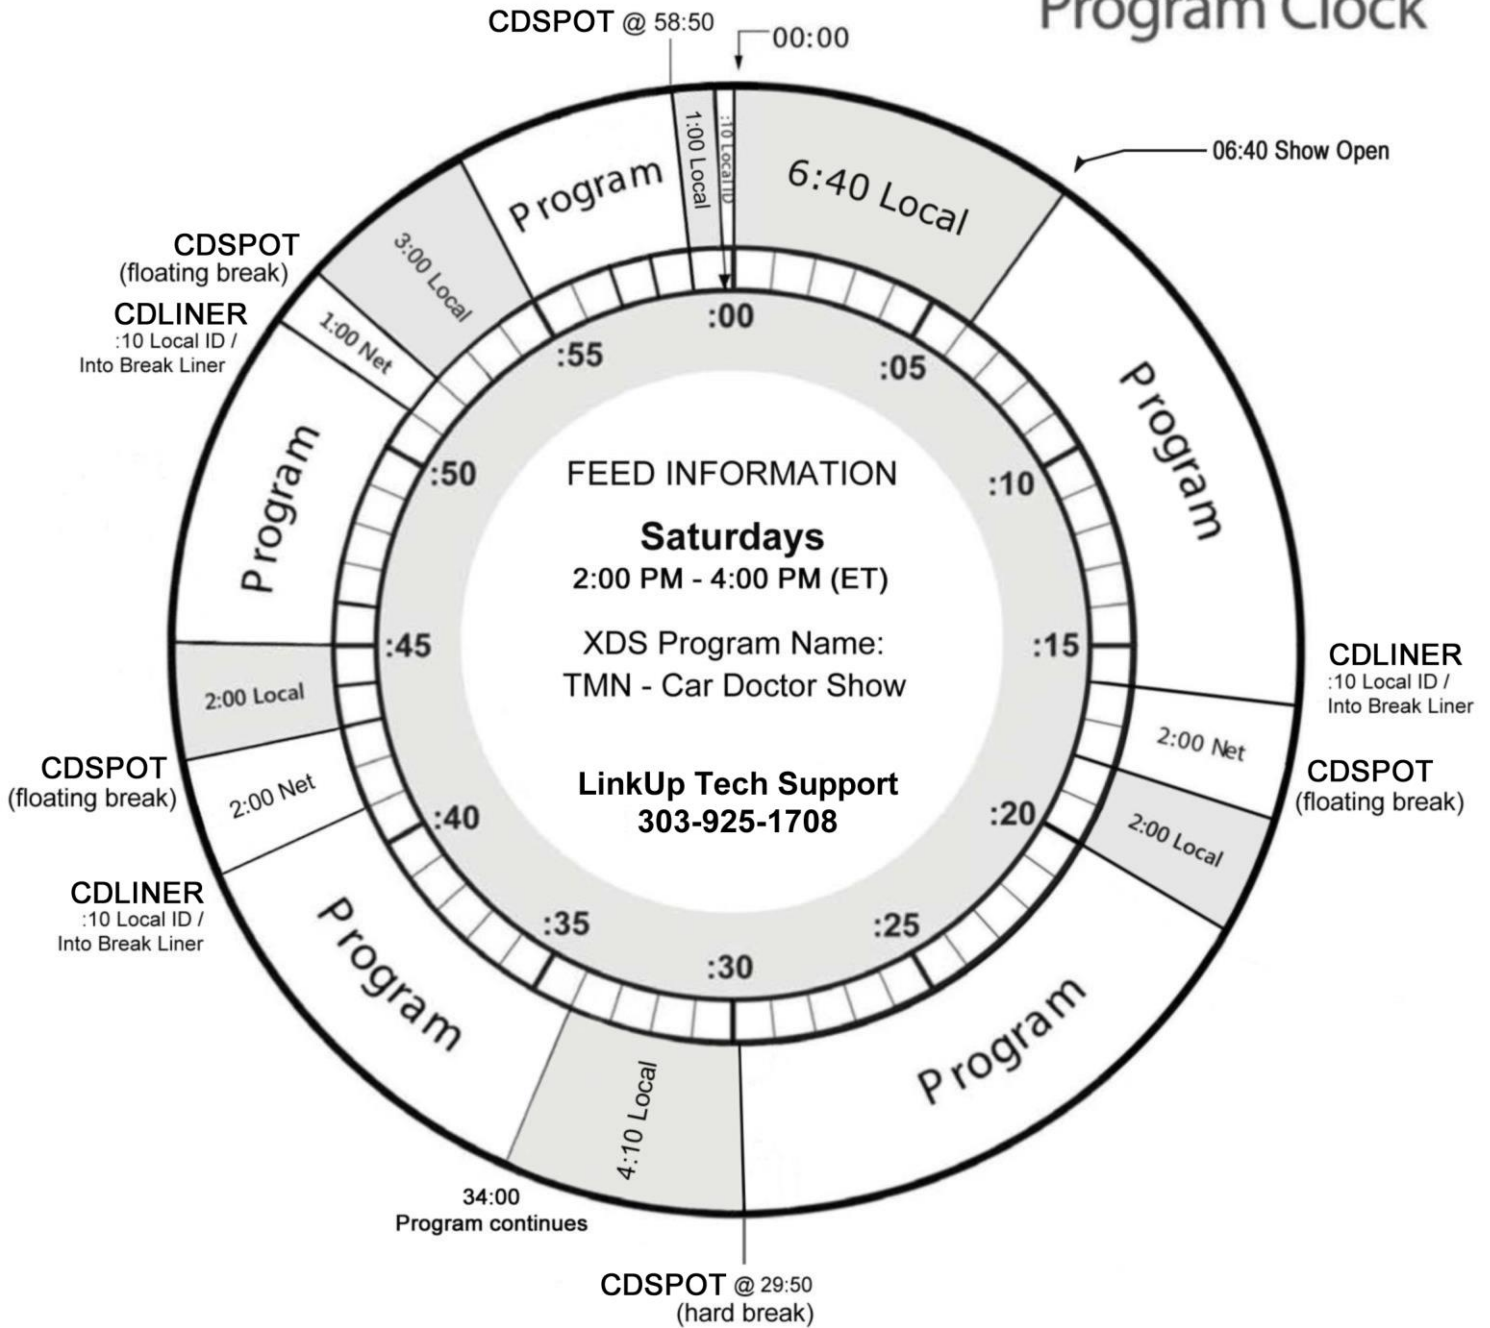 Program Clock
CDSPOT @ 58:50
00:00
06:40 Show Open
6:40 Local
Program
CDLINER
:10 Local ID /
Into Break Liner
2:00 Net
CDSPOT
(floating break)
2:00 Local
Program
CDSPOT @ 29:50
(hard break)
4:10 Local
34:00
Program continues
Program
CDLINER
:10 Local ID /
Into Break Liner
2:00 Net
CDSPOT
(floating break)
2:00 Local
Program
CDLINER
:10 Local ID /
Into Break Liner
1:00 Net
CDSPOT
(floating break)
3:00 Local
Program
1:00 Local
:10 Local ID
:00
:05
:10
:15
:20
:25
:30
:35
:40
:45
:50
:55
FEED INFORMATION
Saturdays
2:00 PM - 4:00 PM (ET)
XDS Program Name:
TMN - Car Doctor Show
LinkUp Tech Support
303-925-1708